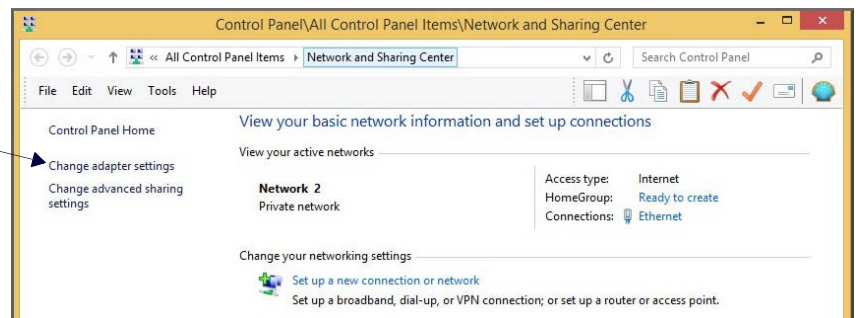 Control Panel\All Control Panel Items\Network and Sharing Center
« All Control Panel Items ▸ Network and Sharing Center
Search Control Panel
File Edit View Tools Help
Control Panel Home
Change adapter settings
Change advanced sharing
settings
View your basic network information and set up connections
View your active networks
Network 2
Private network
Access type: Internet
HomeGroup: Ready to create
Connections: Ethernet
Change your networking settings
Set up a new connection or network
Set up a broadband, dial-up, or VPN connection; or set up a router or access point.